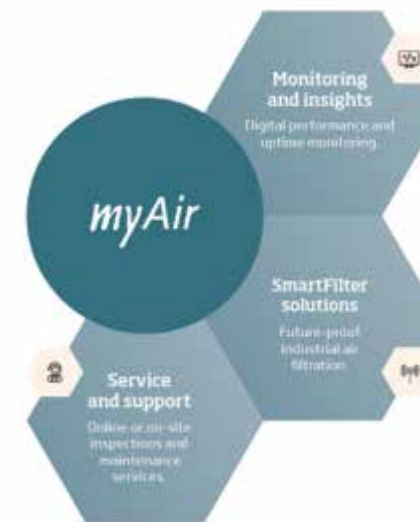 Monitoring
and insights
Digital performance and
uptime monitoring.
myAir
SmartFilter
solutions
Future-proof
industrial air
filtration
Service
and support
Online or on-site
inspections and
maintenance
services.